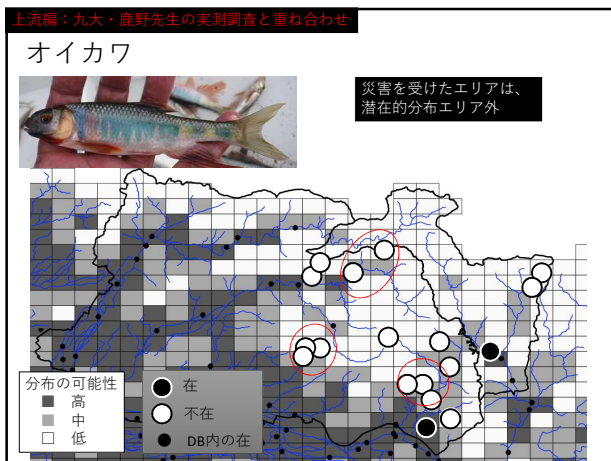 上流編：九大・鹿野先生の実測調査と重ね合わせ
オイカワ
災害を受けたエリアは、
潜在的分布エリア外
分布の可能性
高
中
低
在
不在
DB内の在